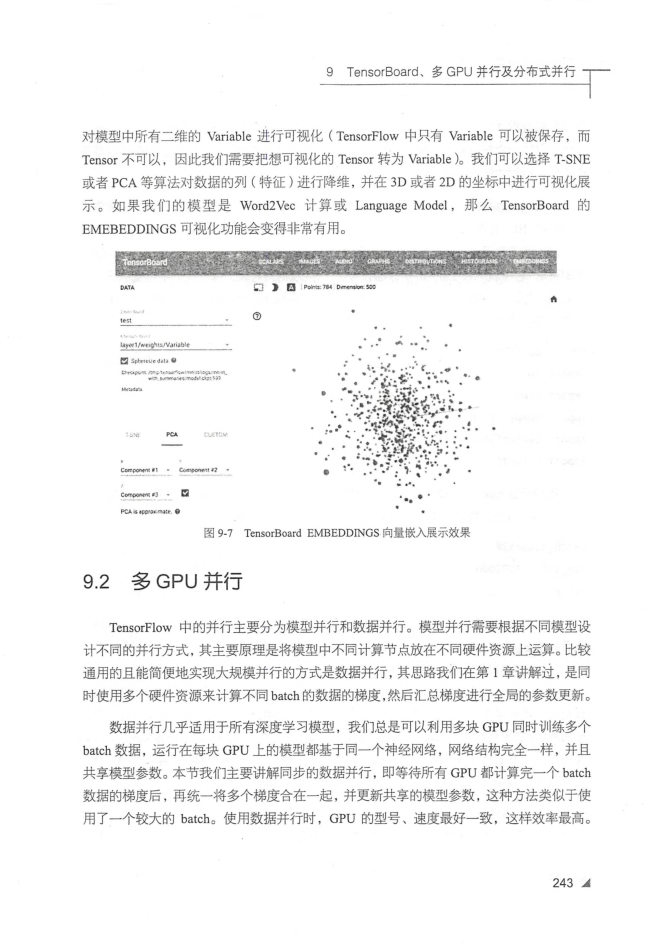 9 TensorBoard、多 GPU 并行及分布式并行
对模型中所有二维的 Variable 进行可视化（TensorFlow 中只有 Variable 可以被保存，而
Tensor 不可以，因此我们需要把想可视化的 Tensor 转为 Variable）。我们可以选择 T-SNE
或者 PCA 等算法对数据的列（特征）进行降维，并在 3D 或者 2D 的坐标中进行可视化展
示。如果我们的模型是 Word2Vec 计算或 Language Model，那么 TensorBoard 的
EMEBEDDINGS 可视化功能会变得非常有用。
TensorBoard SCALARS IMAGES AUDIO GRAPHS DISTRIBUTIONS HISTOGRAMS EMBEDDINGS
DATA
A Points: 784 Dimension: 500
test
layer1/weights/Variable
Spherize data
Metadata
T-SNE PCA CUSTOM
X
Component #1 Component #2
Z
Component #3
PCA is approximate.
图 9-7 TensorBoard EMBEDDINGS 向量嵌入展示效果
9.2 多 GPU 并行
TensorFlow 中的并行主要分为模型并行和数据并行。模型并行需要根据不同模型设
计不同的并行方式，其主要原理是将模型中不同计算节点放在不同硬件资源上运算。比较
通用的且能简便地实现大规模并行的方式是数据并行，其思路我们在第 1 章讲解过，是同
时使用多个硬件资源来计算不同 batch 的数据的梯度，然后汇总梯度进行全局的参数更新。
数据并行几乎适用于所有深度学习模型，我们总是可以利用多块 GPU 同时训练多个
batch 数据，运行在每块 GPU 上的模型都基于同一个神经网络，网络结构完全一样，并且
共享模型参数。本节我们主要讲解同步的数据并行，即等待所有 GPU 都计算完一个 batch
数据的梯度后，再统一将多个梯度合在一起，并更新共享的模型参数，这种方法类似于使
用了一个较大的 batch。使用数据并行时，GPU 的型号、速度最好一致，这样效率最高。
243